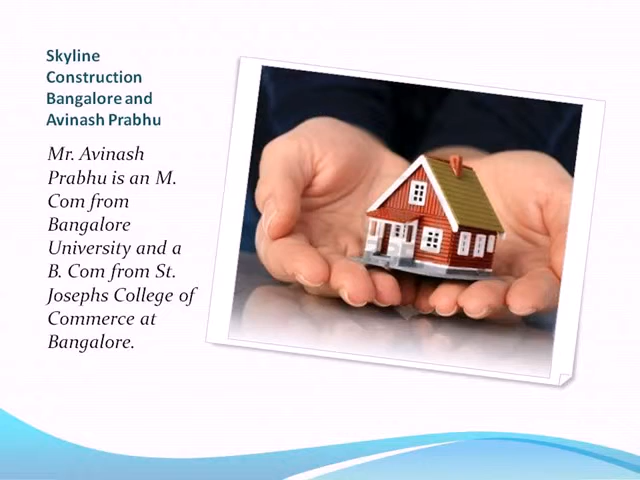 Skyline
Construction
Bangalore and
Avinash Prabhu
Mr. Avinash
Prabhu is an M.
Com from
Bangalore
University and a
B. Com from St.
Josephs College of
Commerce at
Bangalore.